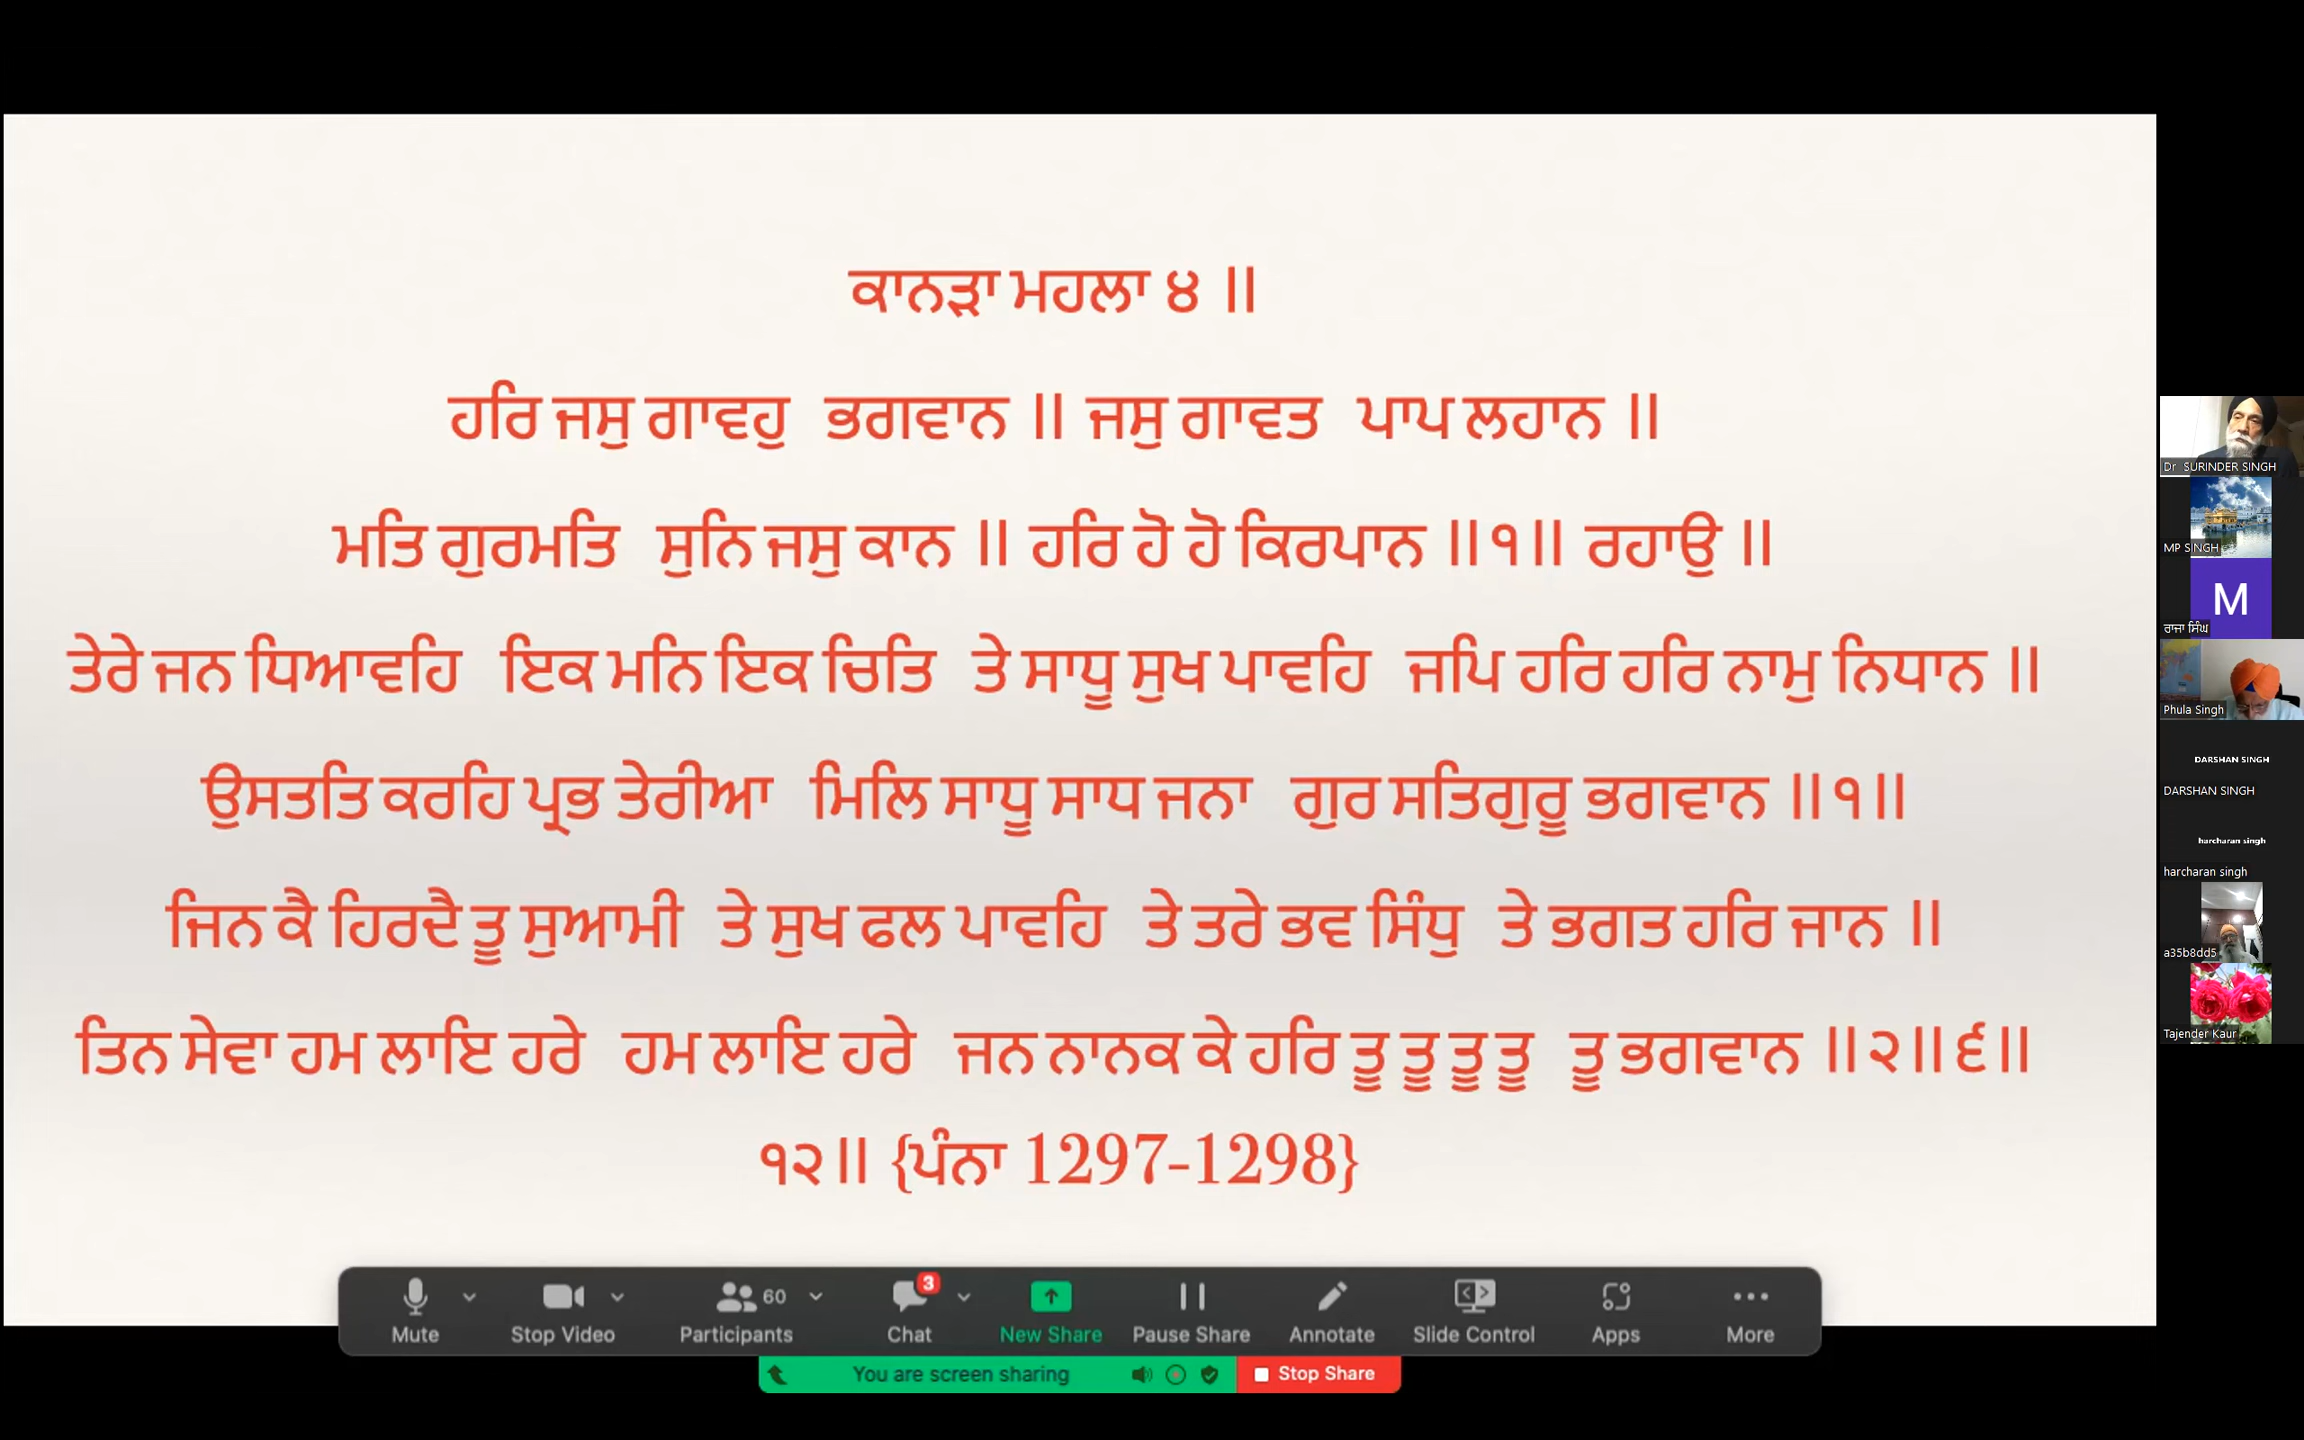 ਕਾਨੜਾ ਮਹਲਾ ੪ ॥
ਹਰਿ ਜਸੁ ਗਾਵਹੁ ਭਗਵਾਨ ॥ ਜਸੁ ਗਾਵਤ ਪਾਪ ਲਹਾਨ ॥
ਮਤਿ ਗੁਰਮਤਿ ਸੁਨਿ ਜਸੁ ਕਾਨ ॥ ਹਰਿ ਹੋ ਹੋ ਕਿਰਪਾਨ ॥੧॥ ਰਹਾਉ ॥
ਤੇਰੇ ਜਨ ਧਿਆਵਹਿ ਇਕ ਮਨਿ ਇਕ ਚਿਤਿ ਤੇ ਸਾਧੂ ਸੁਖ ਪਾਵਹਿ ਜਪਿ ਹਰਿ ਹਰਿ ਨਾਮੁ ਨਿਧਾਨ ॥
ਉਸਤਤਿ ਕਰਹਿ ਪ੍ਰਭ ਤੇਰੀਆ ਮਿਲਿ ਸਾਧੂ ਸਾਧ ਜਨਾ ਗੁਰ ਸਤਿਗੁਰੂ ਭਗਵਾਨ ॥੧॥
ਜਿਨ ਕੈ ਹਿਰਦੈ ਤੂ ਸੁਆਮੀ ਤੇ ਸੁਖ ਫਲ ਪਾਵਹਿ ਤੇ ਤਰੇ ਭਵ ਸਿੰਧੁ ਤੇ ਭਗਤ ਹਰਿ ਜਾਨ ॥
ਤਿਨ ਸੇਵਾ ਹਮ ਲਾਇ ਹਰੇ ਹਮ ਲਾਇ ਹਰੇ ਜਨ ਨਾਨਕ ਕੇ ਹਰਿ ਤੂ ਤੂ ਤੂ ਤੂ ਤੂ ਭਗਵਾਨ ॥੨॥੬॥
੧੨॥ {ਪੰਨਾ 1297-1298}
Dr SURINDER SINGH
MP SINGH
M
ਰਾਜਾ ਸਿੰਘ
Phula Singh
DARSHAN SINGH
DARSHAN SINGH
harcharan singh
harcharan singh
a35b8dd5
Tajender Kaur
3
60
Mute Stop Video Participants Chat New Share Pause Share Annotate Slide Control Apps More
You are screen sharing Stop Share